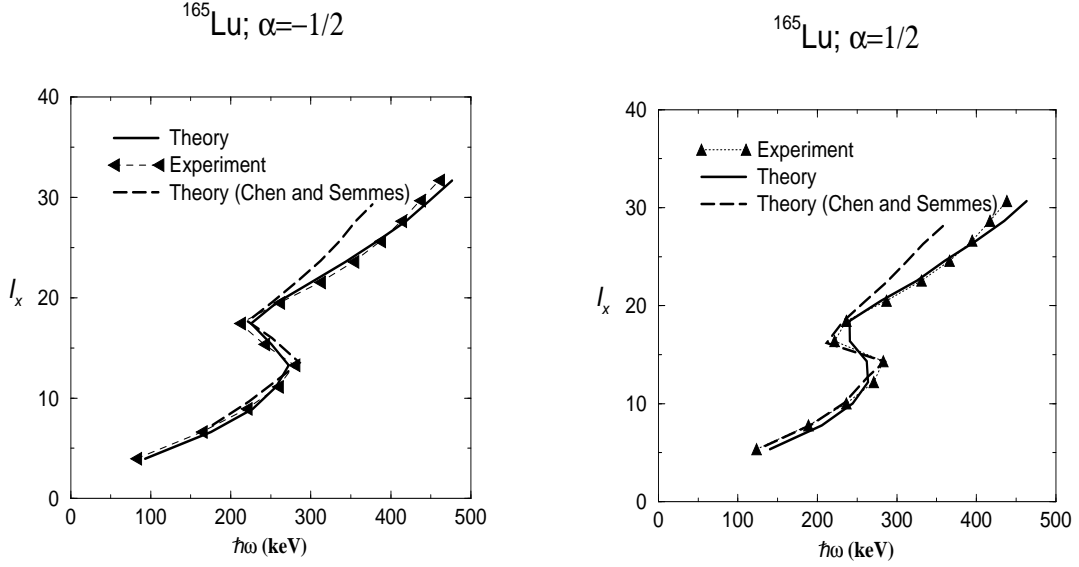 ¹⁶⁵Lu; α=−1/2
40
30
20
10
0
I_x
Theory
Experiment
Theory (Chen and Semmes)
0 100 200 300 400 500
ℏω (keV)
¹⁶⁵Lu; α=1/2
40
30
20
10
0
I_x
Experiment
Theory
Theory (Chen and Semmes)
0 100 200 300 400 500
ℏω (keV)